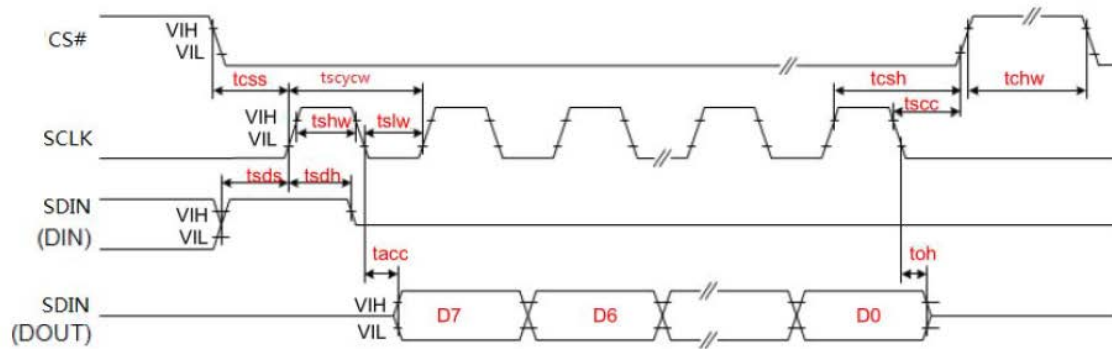 CS#
VIH
VIL
tcss
tscycw
tcsh
tchw
tscc
SCLK
VIH
VIL
tshw
tslw
tsds
tsdh
SDIN
(DIN)
VIH
VIL
tacc
toh
SDIN
(DOUT)
VIH
VIL
D7
D6
D0